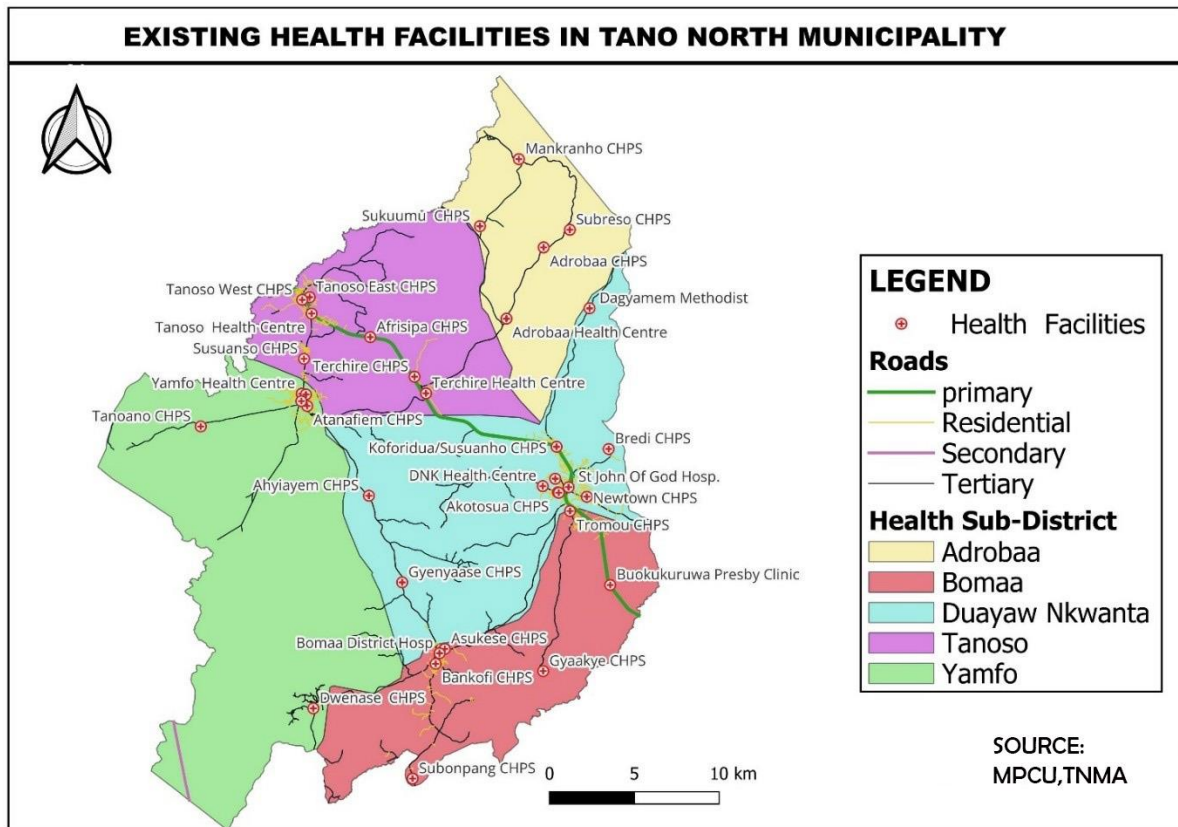 EXISTING HEALTH FACILITIES IN TANO NORTH MUNICIPALITY
Mankranho CHPS
Sukuumu CHPS
Subreso CHPS
Adrobaa CHPS
Tanoso West CHPS
Tanoso East CHPS
Dagyamem Methodist
Tanoso Health Centre
Afrisipa CHPS
Adrobaa Health Centre
Susuanso CHPS
Terchire CHPS
Yamfo Health Centre
Terchire Health Centre
Tanoano CHPS
Atanafiem CHPS
Koforidua/Susuanho CHPS
Bredi CHPS
DNK Health Centre
St John Of God Hosp.
Ahyiayem CHPS
Akotosua CHPS
Newtown CHPS
Tromou CHPS
Gyenyaase CHPS
Buokukuruwa Presby Clinic
Bomaa District Hosp
Asukese CHPS
Bankofi CHPS
Gyaakye CHPS
Dwenase CHPS
Subonpang CHPS
0 5 10 km
LEGEND
Health Facilities
Roads
primary
Residential
Secondary
Tertiary
Health Sub-District
Adrobaa
Bomaa
Duayaw Nkwanta
Tanoso
Yamfo
SOURCE:
MPCU,TNMA